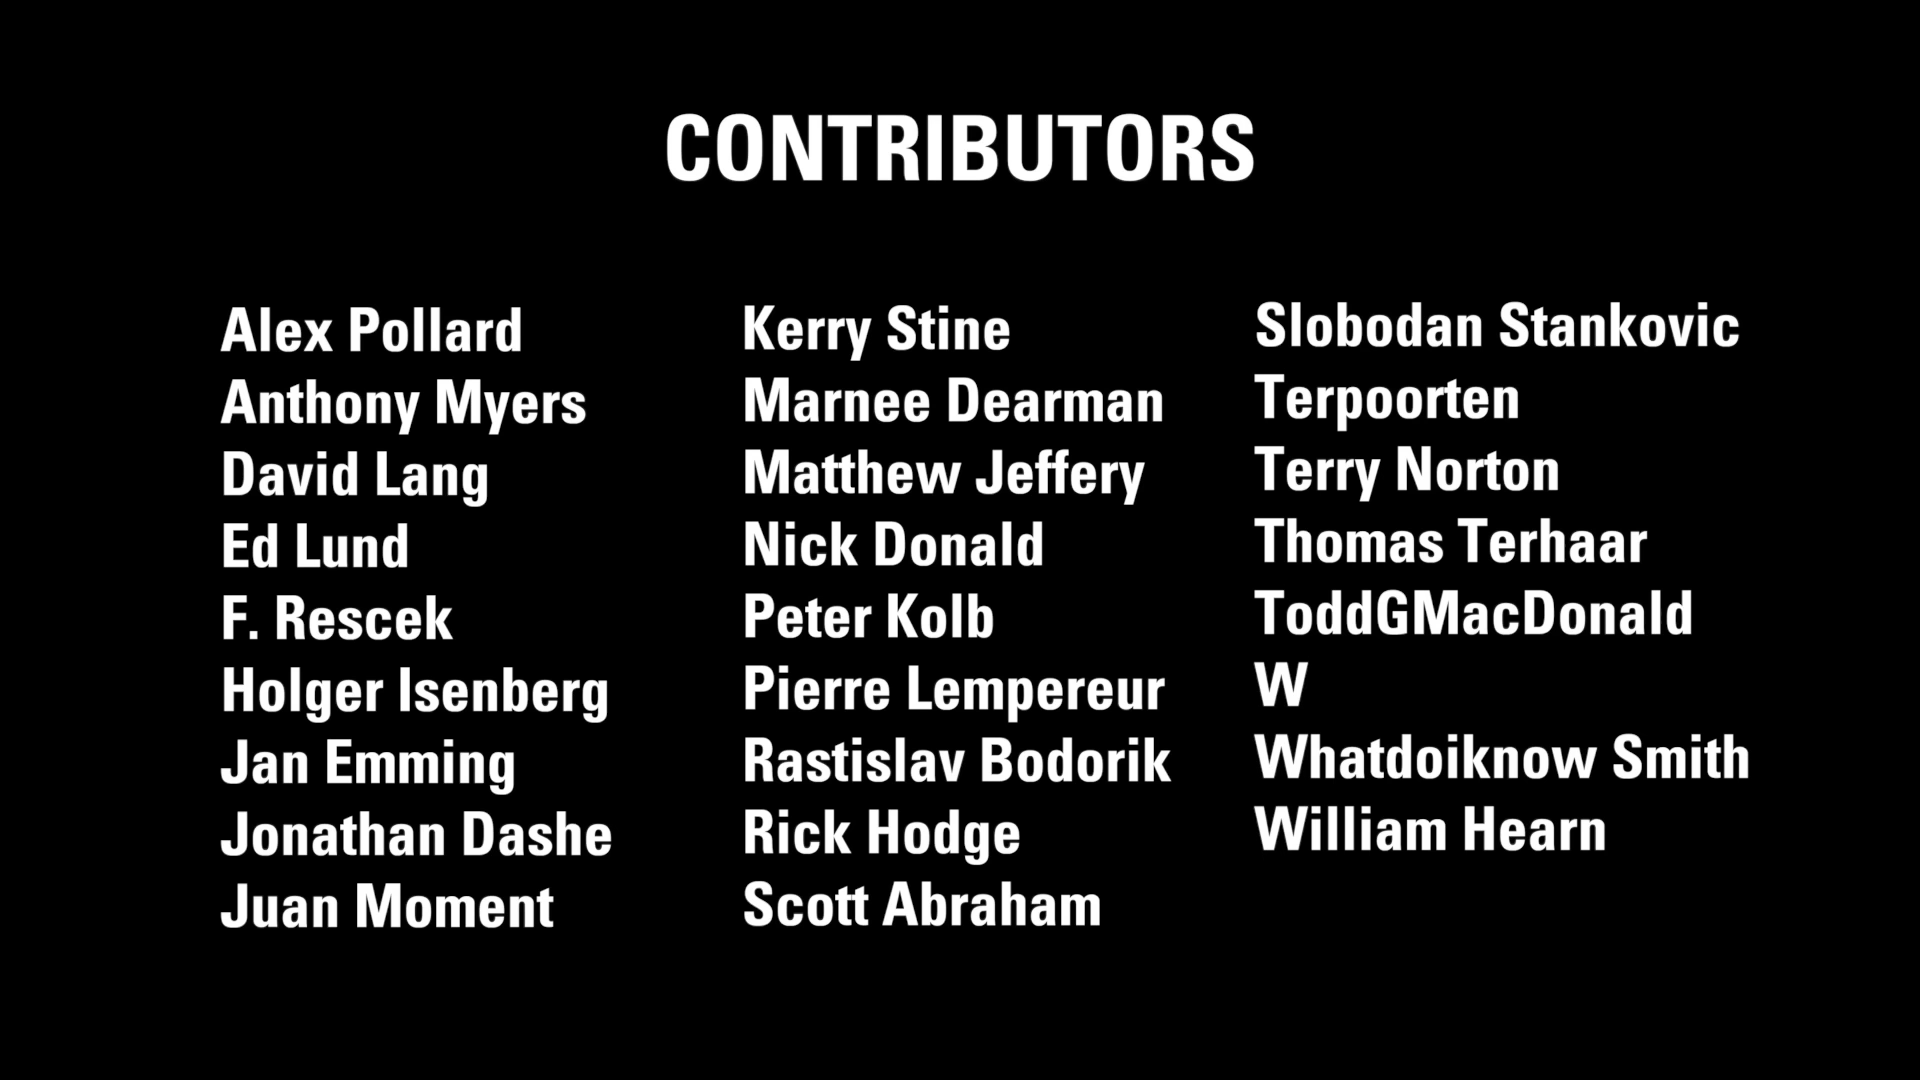 CONTRIBUTORS
Alex Pollard
Anthony Myers
David Lang
Ed Lund
F. Rescek
Holger Isenberg
Jan Emming
Jonathan Dashe
Juan Moment
Kerry Stine
Marnee Dearman
Matthew Jeffery
Nick Donald
Peter Kolb
Pierre Lempereur
Rastislav Bodorik
Rick Hodge
Scott Abraham
Slobodan Stankovic
Terpoorten
Terry Norton
Thomas Terhaar
ToddGMacDonald
W
Whatdoiknow Smith
William Hearn